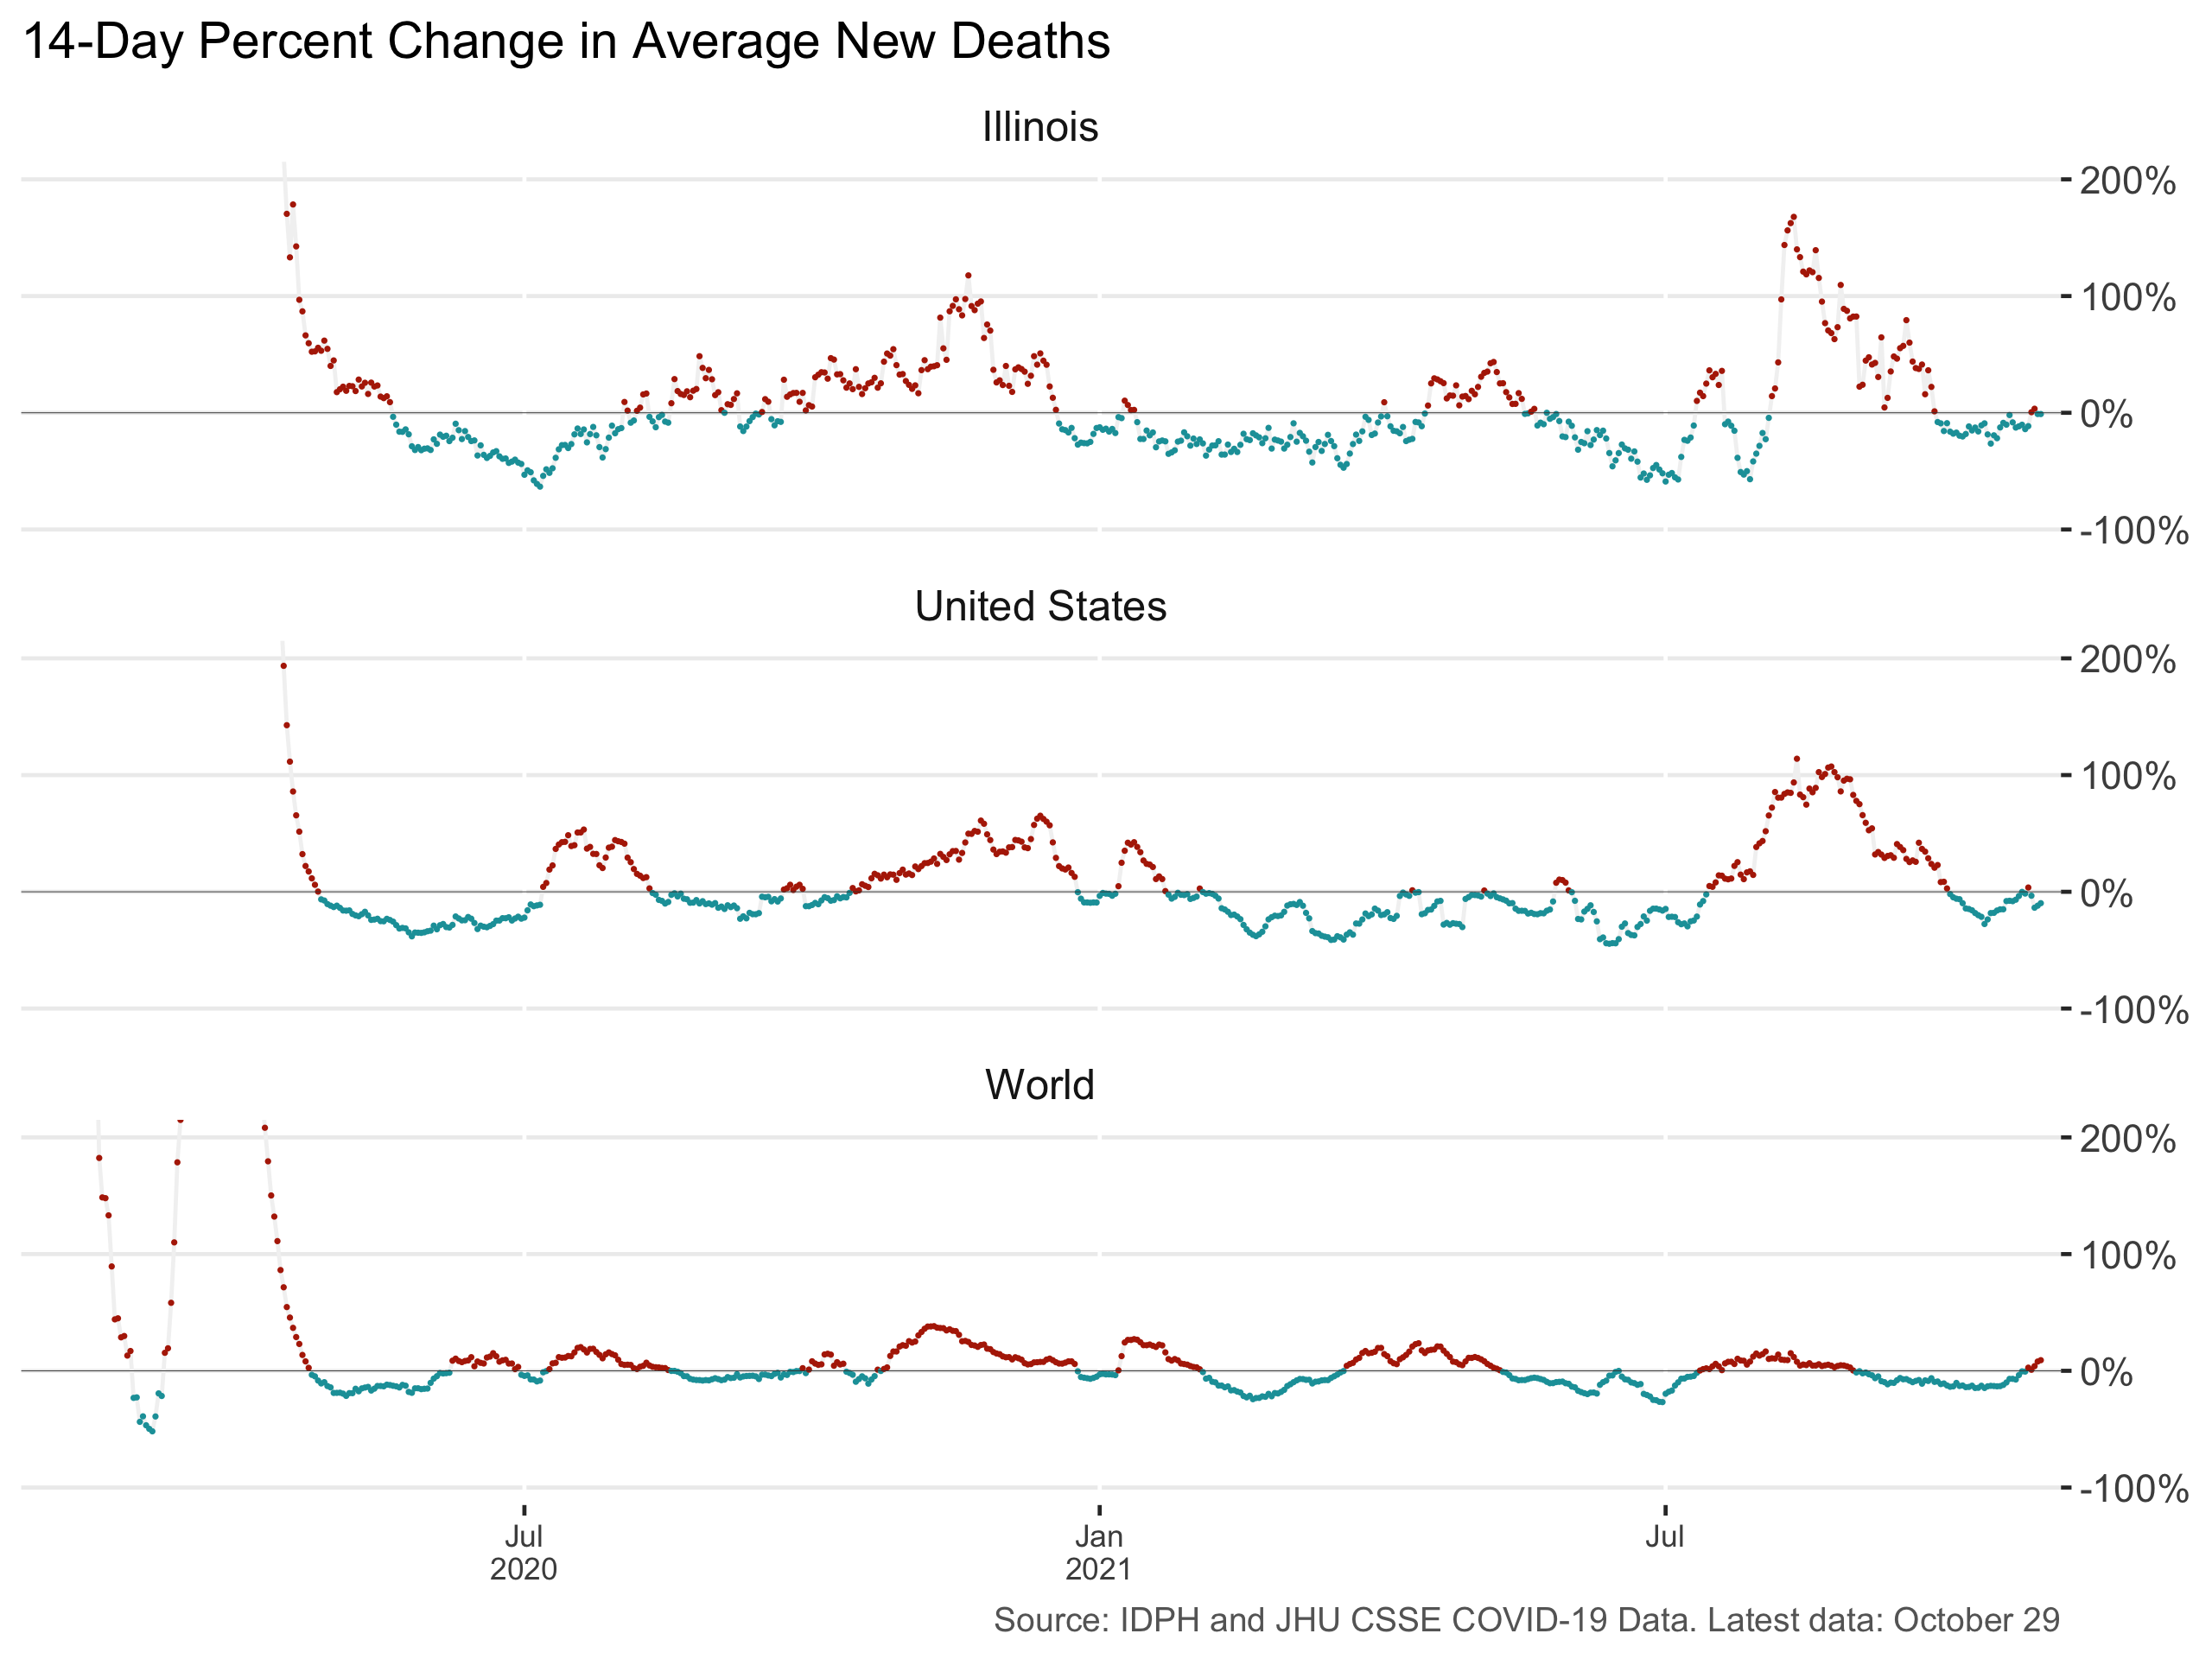 14-Day Percent Change in Average New Deaths
Illinois
200%
100%
0%
-100%
United States
200%
100%
0%
-100%
World
200%
100%
0%
-100%
Jul
2020
Jan
2021
Jul
Source: IDPH and JHU CSSE COVID-19 Data. Latest data: October 29